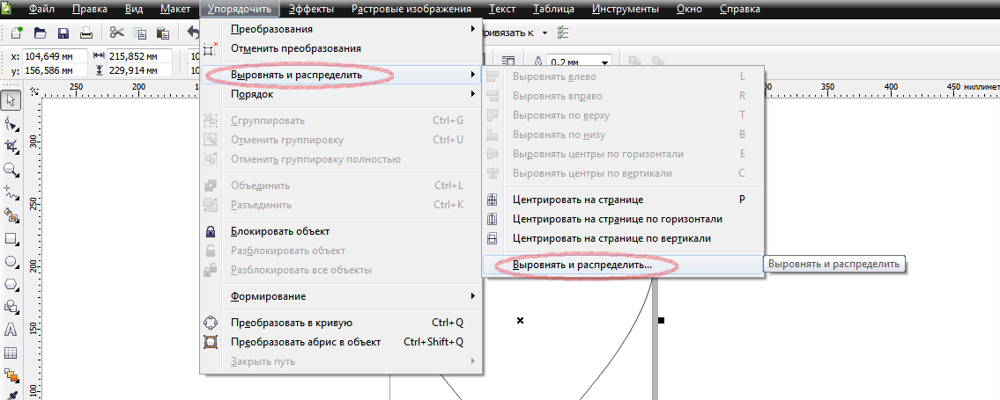 Файл Правка Вид Макет Упорядочить Эффекты Растровые изображения Текст Таблица Инструменты Окно Справка
ривязать к
x: 104,649 мм 215,852 мм 10
y: 156,586 мм 229,914 мм 10
0,2 мм
250 200 300 350 400 450 миллимет
300
250
200
150
100
Преобразования
Отменить преобразования
Выровнять и распределить
Порядок
Сгруппировать Ctrl+G
Отменить группировку Ctrl+U
Отменить группировку полностью
Объединить Ctrl+L
Разъединить Ctrl+K
Блокировать объект
Разблокировать объект
Разблокировать все объекты
Формирование
Преобразовать в кривую Ctrl+Q
Преобразовать абрис в объект Ctrl+Shift+Q
Закрыть путь
Выровнять влево L
Выровнять вправо R
Выровнять по верху T
Выровнять по низу B
Выровнять центры по горизонтали E
Выровнять центры по вертикали C
Центрировать на странице P
Центрировать на странице по горизонтали
Центрировать на странице по вертикали
Выровнять и распределить...
Выровнять и распределить